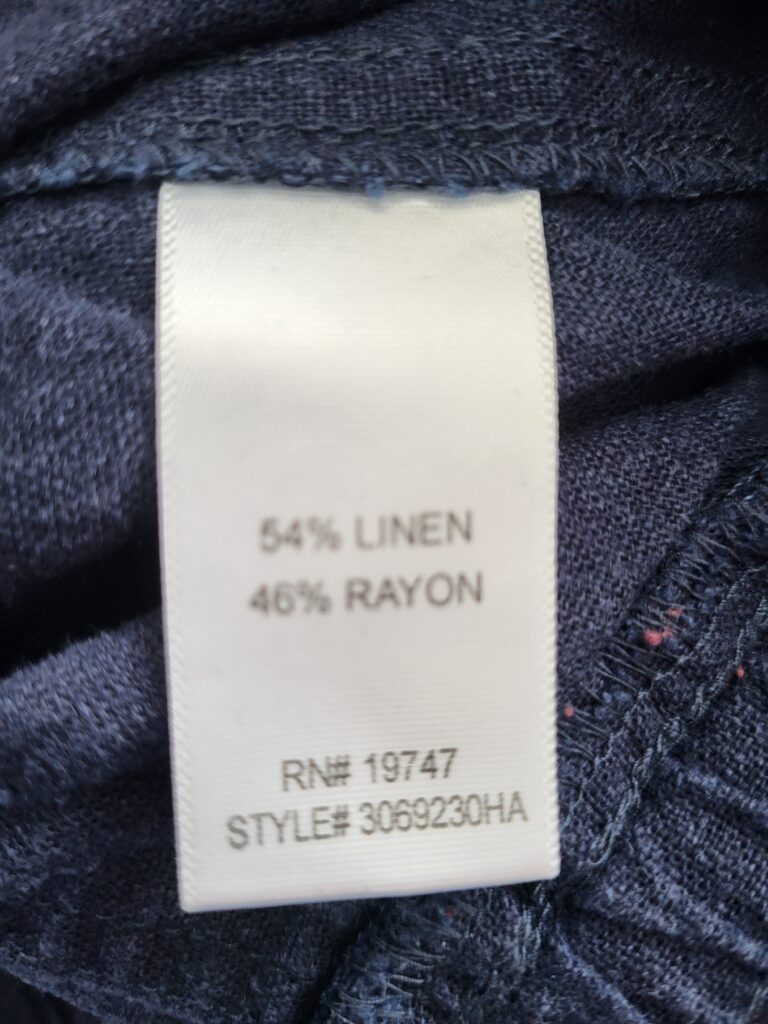 54% LINEN
46% RAYON
RN# 19747
STYLE# 3069230HA